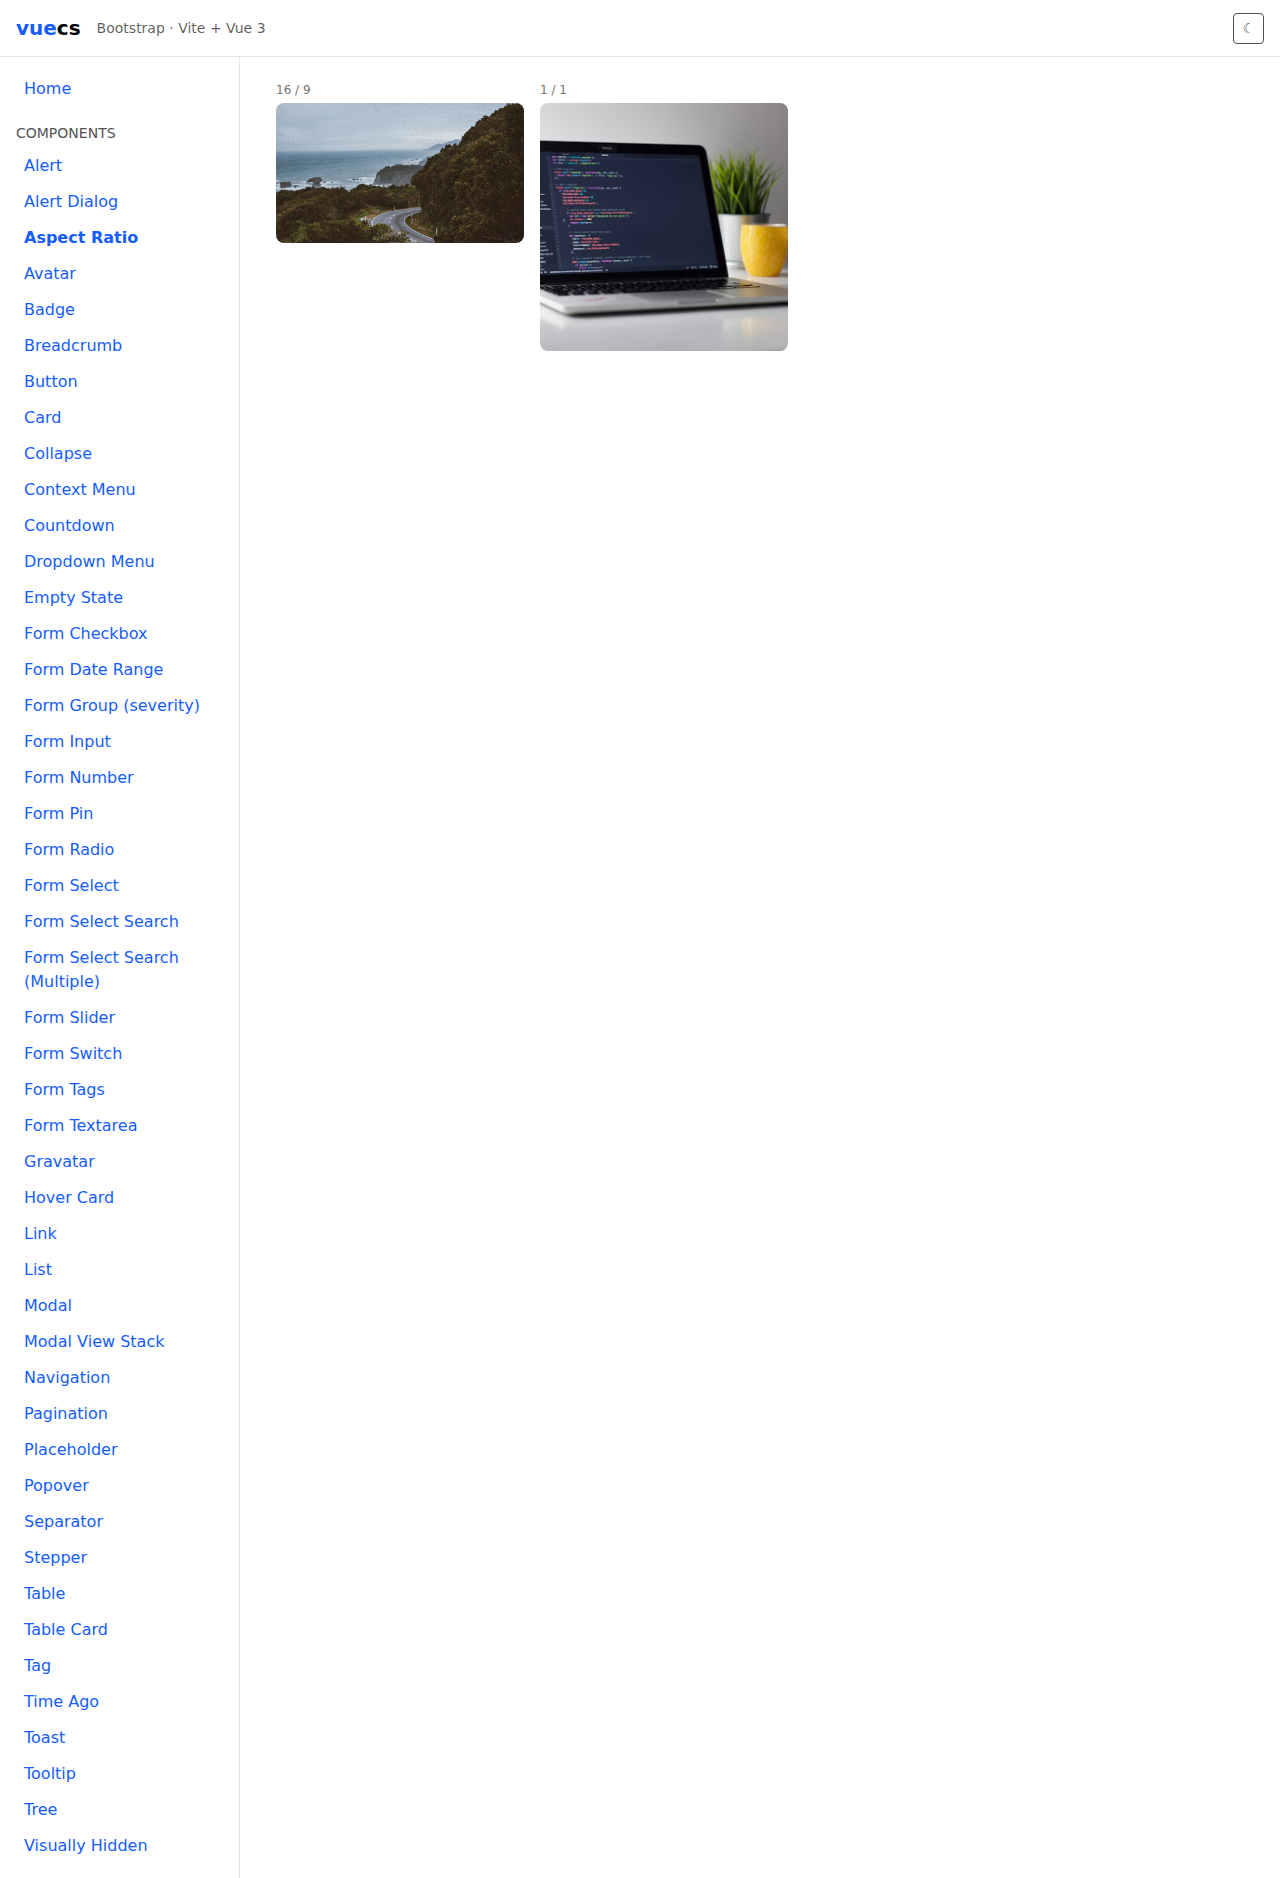 vuecs Bootstrap · Vite + Vue 3
Home
COMPONENTS
Alert
Alert Dialog
Aspect Ratio
Avatar
Badge
Breadcrumb
Button
Card
Collapse
Context Menu
Countdown
Dropdown Menu
Empty State
Form Checkbox
Form Date Range
Form Group (severity)
Form Input
Form Number
Form Pin
Form Radio
Form Select
Form Select Search
Form Select Search
(Multiple)
Form Slider
Form Switch
Form Tags
Form Textarea
Gravatar
Hover Card
Link
List
Modal
Modal View Stack
Navigation
Pagination
Placeholder
Popover
Separator
Stepper
Table
Table Card
Tag
Time Ago
Toast
Tooltip
Tree
Visually Hidden
16 / 9
1 / 1